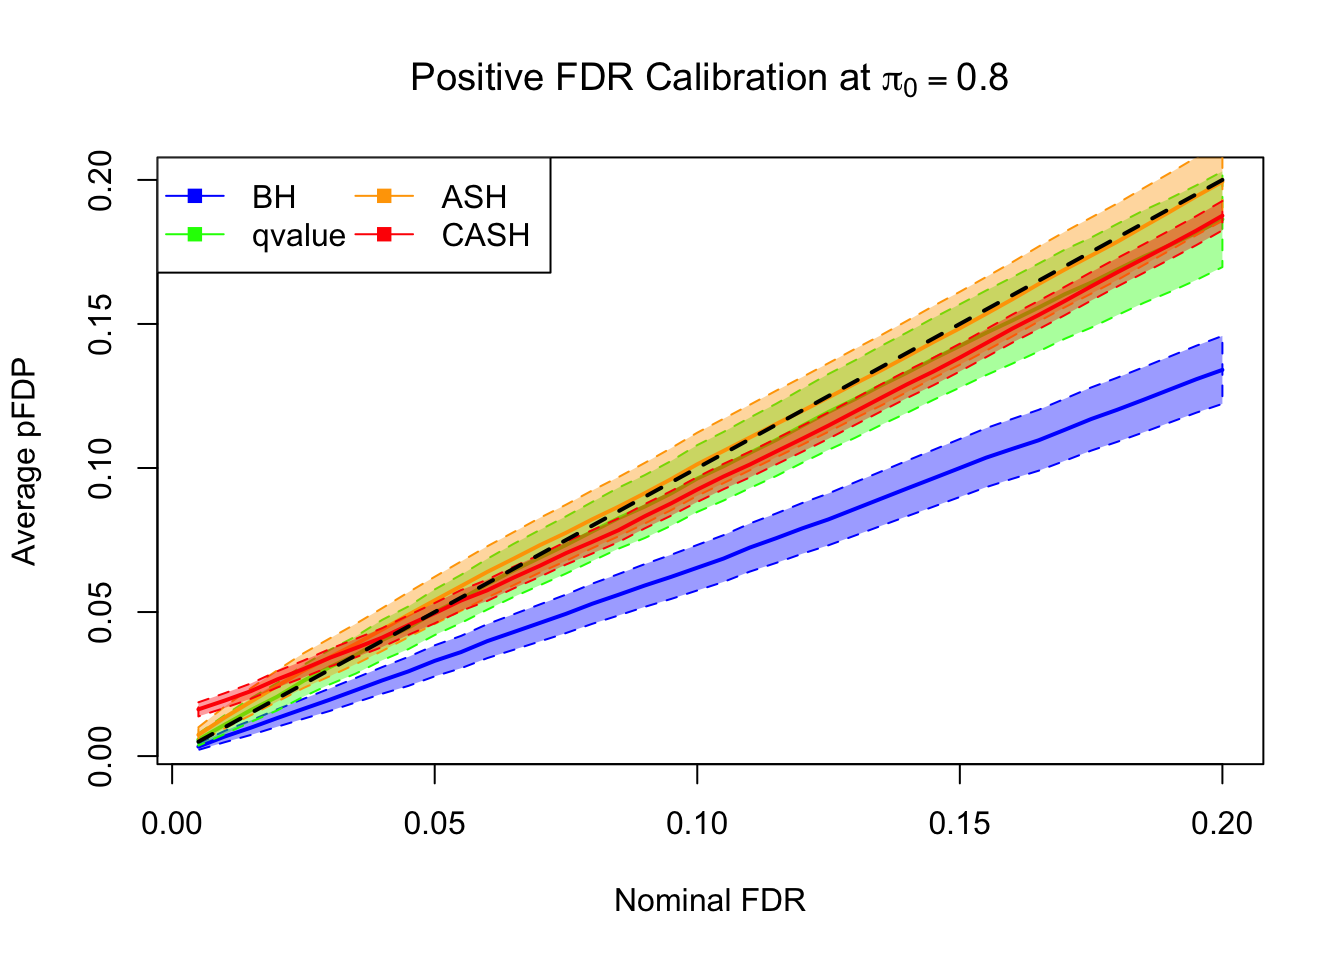 Positive FDR Calibration at π₀ = 0.8
BH ASH
qvalue CASH
Average pFDP
0.20
0.15
0.10
0.05
0.00
0.00 0.05 0.10 0.15 0.20
Nominal FDR